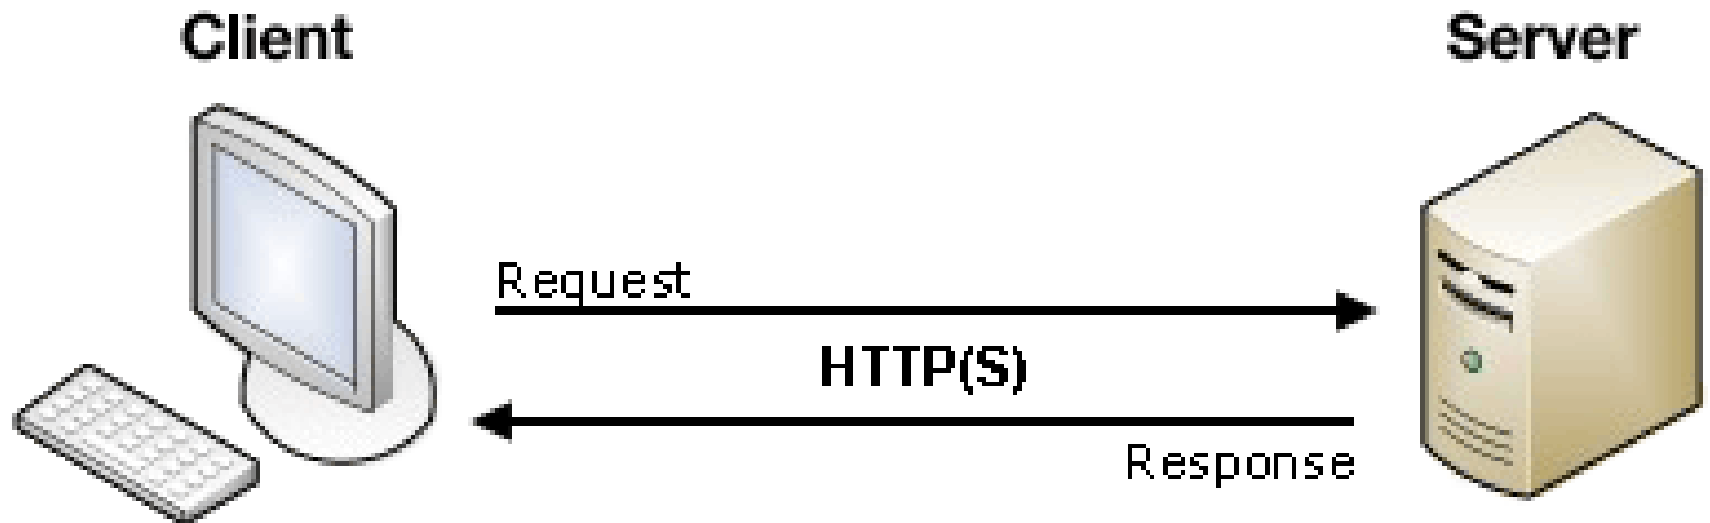 Client
Server
Request
HTTP(S)
Response